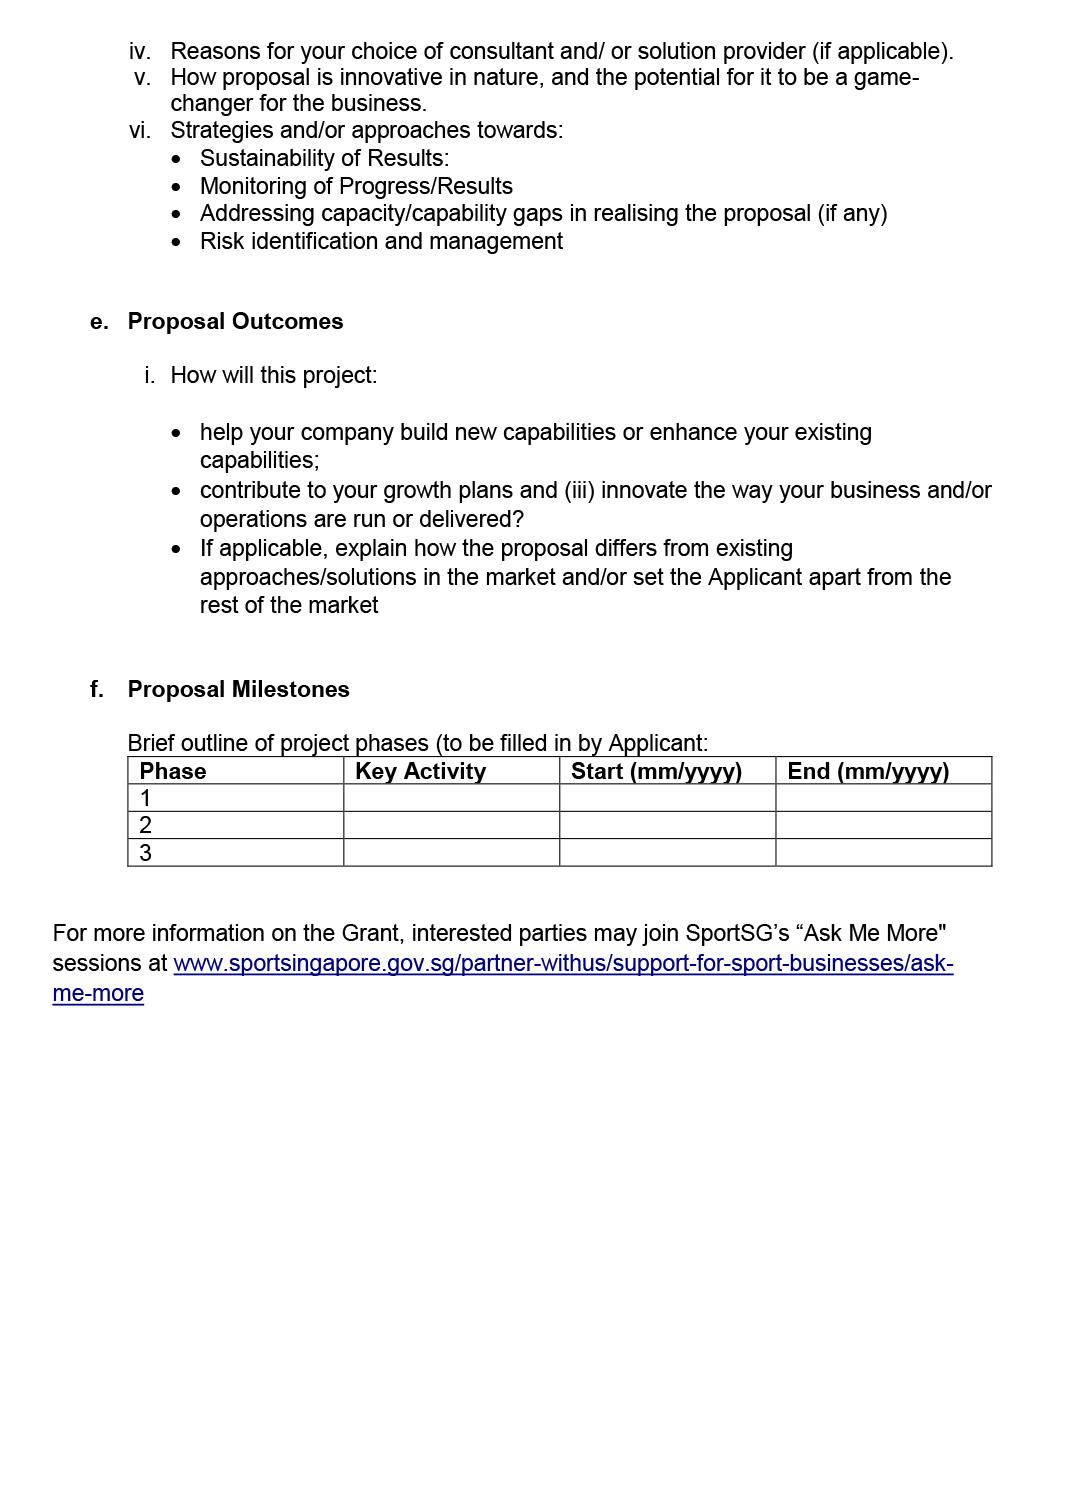 iv. Reasons for your choice of consultant and/ or solution provider (if applicable).
v. How proposal is innovative in nature, and the potential for it to be a game-
changer for the business.
vi. Strategies and/or approaches towards:
• Sustainability of Results:
• Monitoring of Progress/Results
• Addressing capacity/capability gaps in realising the proposal (if any)
• Risk identification and management
e. Proposal Outcomes
i. How will this project:
• help your company build new capabilities or enhance your existing
capabilities;
• contribute to your growth plans and (iii) innovate the way your business and/or
operations are run or delivered?
• If applicable, explain how the proposal differs from existing
approaches/solutions in the market and/or set the Applicant apart from the
rest of the market
f. Proposal Milestones
Brief outline of project phases (to be filled in by Applicant:
Phase Key Activity Start (mm/yyyy) End (mm/yyyy)
1
2
3
For more information on the Grant, interested parties may join SportSG’s “Ask Me More"
sessions at www.sportsingapore.gov.sg/partner-withus/support-for-sport-businesses/ask-
me-more